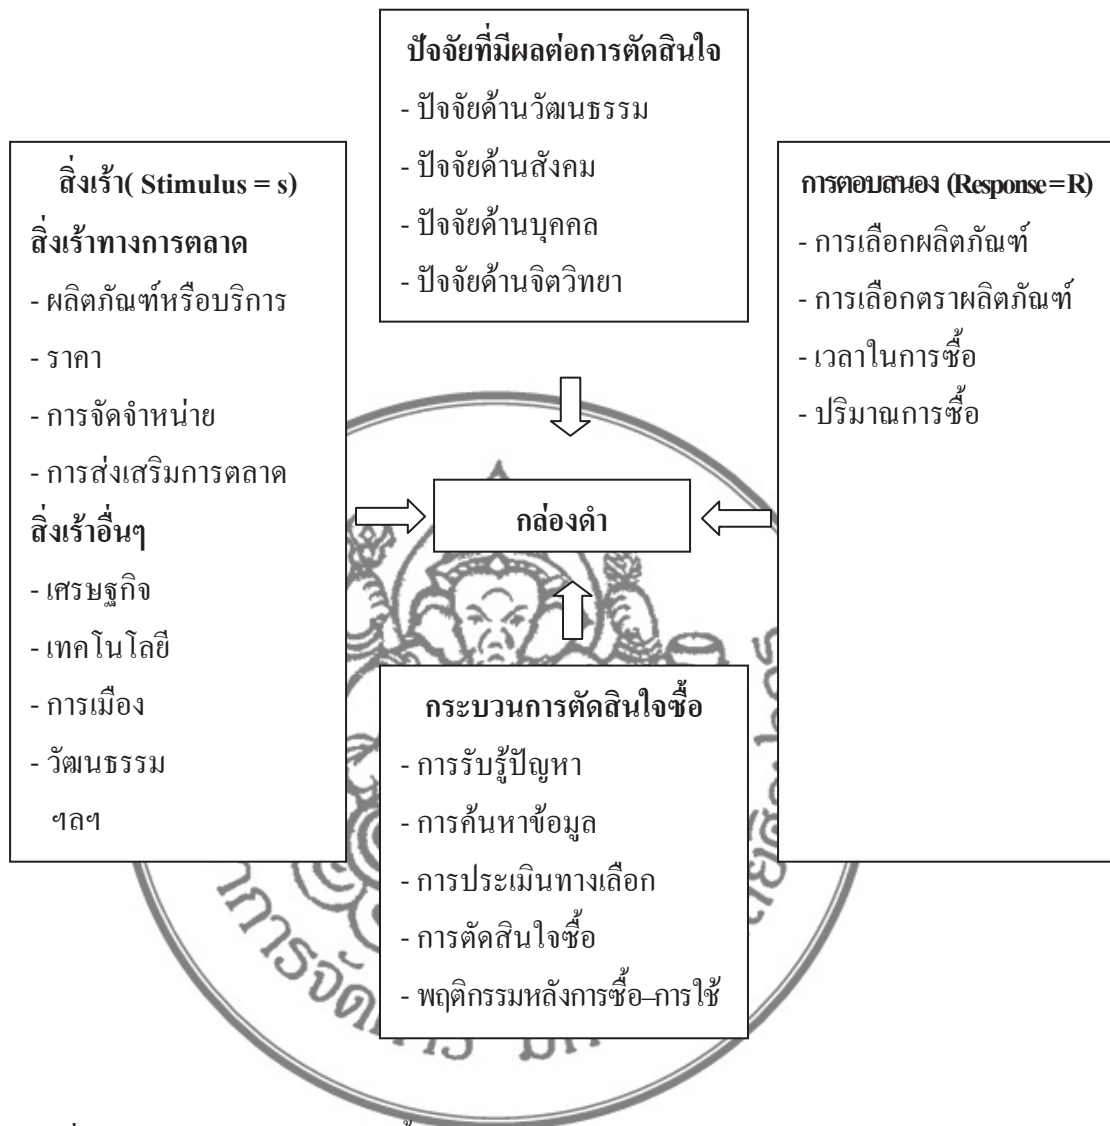 ปัจจัยที่มีผลต่อการตัดสินใจ
- ปัจจัยด้านวัฒนธรรม
- ปัจจัยด้านสังคม
- ปัจจัยด้านบุคคล
- ปัจจัยด้านจิตวิทยา
สิ่งเร้า( Stimulus = s)
สิ่งเร้าทางการตลาด
- ผลิตภัณฑ์หรือบริการ
- ราคา
- การจัดจำหน่าย
- การส่งเสริมการตลาด
สิ่งเร้าอื่นๆ
- เศรษฐกิจ
- เทคโนโลยี
- การเมือง
- วัฒนธรรม
ฯลฯ
กล่องดำ
การตอบสนอง (Response=R)
- การเลือกผลิตภัณฑ์
- การเลือกตราผลิตภัณฑ์
- เวลาในการซื้อ
- ปริมาณการซื้อ
กระบวนการตัดสินใจซื้อ
- การรับรู้ปัญหา
- การค้นหาข้อมูล
- การประเมินทางเลือก
- การตัดสินใจซื้อ
- พฤติกรรมหลังการซื้อ–การใช้